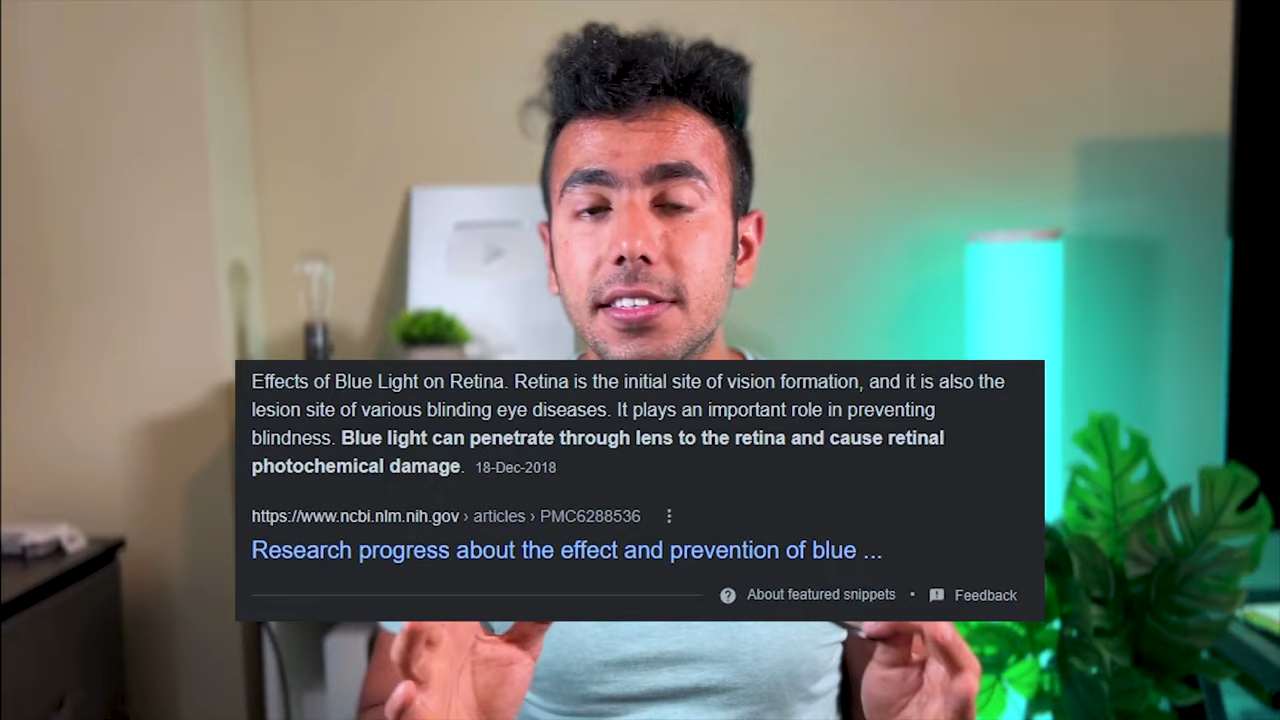 Effects of Blue Light on Retina. Retina is the initial site of vision formation, and it is also the
lesion site of various blinding eye diseases. It plays an important role in preventing
blindness. Blue light can penetrate through lens to the retina and cause retinal
photochemical damage. 18-Dec-2018
https://www.ncbi.nlm.nih.gov › articles › PMC6288536
Research progress about the effect and prevention of blue ...
About featured snippets • Feedback